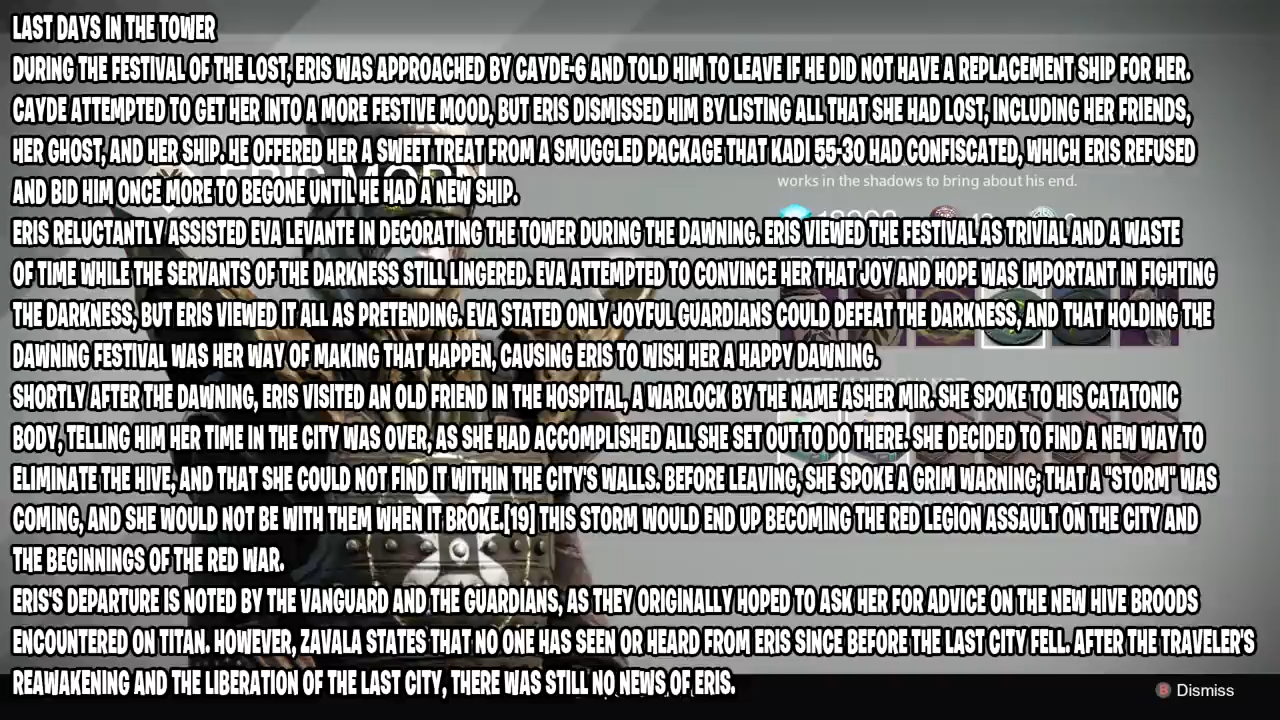 LAST DAYS IN THE TOWER
DURING THE FESTIVAL OF THE LOST, ERIS WAS APPROACHED BY CAYDE-6 AND TOLD HIM TO LEAVE IF HE DID NOT HAVE A REPLACEMENT SHIP FOR HER.
CAYDE ATTEMPTED TO GET HER INTO A MORE FESTIVE MOOD, BUT ERIS DISMISSED HIM BY LISTING ALL THAT SHE HAD LOST, INCLUDING HER FRIENDS,
HER GHOST, AND HER SHIP. HE OFFERED HER A SWEET TREAT FROM A SMUGGLED PACKAGE THAT KADI 55-30 HAD CONFISCATED, WHICH ERIS REFUSED
AND BID HIM ONCE MORE TO BEGONE UNTIL HE HAD A NEW SHIP.
works in the shadows to bring about his end.
ERIS RELUCTANTLY ASSISTED EVA LEVANTE IN DECORATING THE TOWER DURING THE DAWNING. ERIS VIEWED THE FESTIVAL AS TRIVIAL AND A WASTE
OF TIME WHILE THE SERVANTS OF THE DARKNESS STILL LINGERED. EVA ATTEMPTED TO CONVINCE HER THAT JOY AND HOPE WAS IMPORTANT IN FIGHTING
THE DARKNESS, BUT ERIS VIEWED IT ALL AS PRETENDING. EVA STATED ONLY JOYFUL GUARDIANS COULD DEFEAT THE DARKNESS, AND THAT HOLDING THE
DAWNING FESTIVAL WAS HER WAY OF MAKING THAT HAPPEN, CAUSING ERIS TO WISH HER A HAPPY DAWNING.
SHORTLY AFTER THE DAWNING, ERIS VISITED AN OLD FRIEND IN THE HOSPITAL, A WARLOCK BY THE NAME ASHER MIR. SHE SPOKE TO HIS CATATONIC
BODY, TELLING HIM HER TIME IN THE CITY WAS OVER, AS SHE HAD ACCOMPLISHED ALL SHE SET OUT TO DO THERE. SHE DECIDED TO FIND A NEW WAY TO
ELIMINATE THE HIVE, AND THAT SHE COULD NOT FIND IT WITHIN THE CITY'S WALLS. BEFORE LEAVING, SHE SPOKE A GRIM WARNING; THAT A "STORM" WAS
COMING, AND SHE WOULD NOT BE WITH THEM WHEN IT BROKE.[19] THIS STORM WOULD END UP BECOMING THE RED LEGION ASSAULT ON THE CITY AND
THE BEGINNINGS OF THE RED WAR.
ERIS'S DEPARTURE IS NOTED BY THE VANGUARD AND THE GUARDIANS, AS THEY ORIGINALLY HOPED TO ASK HER FOR ADVICE ON THE NEW HIVE BROODS
ENCOUNTERED ON TITAN. HOWEVER, ZAVALA STATES THAT NO ONE HAS SEEN OR HEARD FROM ERIS SINCE BEFORE THE LAST CITY FELL. AFTER THE TRAVELER'S
REAWAKENING AND THE LIBERATION OF THE LAST CITY, THERE WAS STILL NO NEWS OF ERIS.
B Dismiss